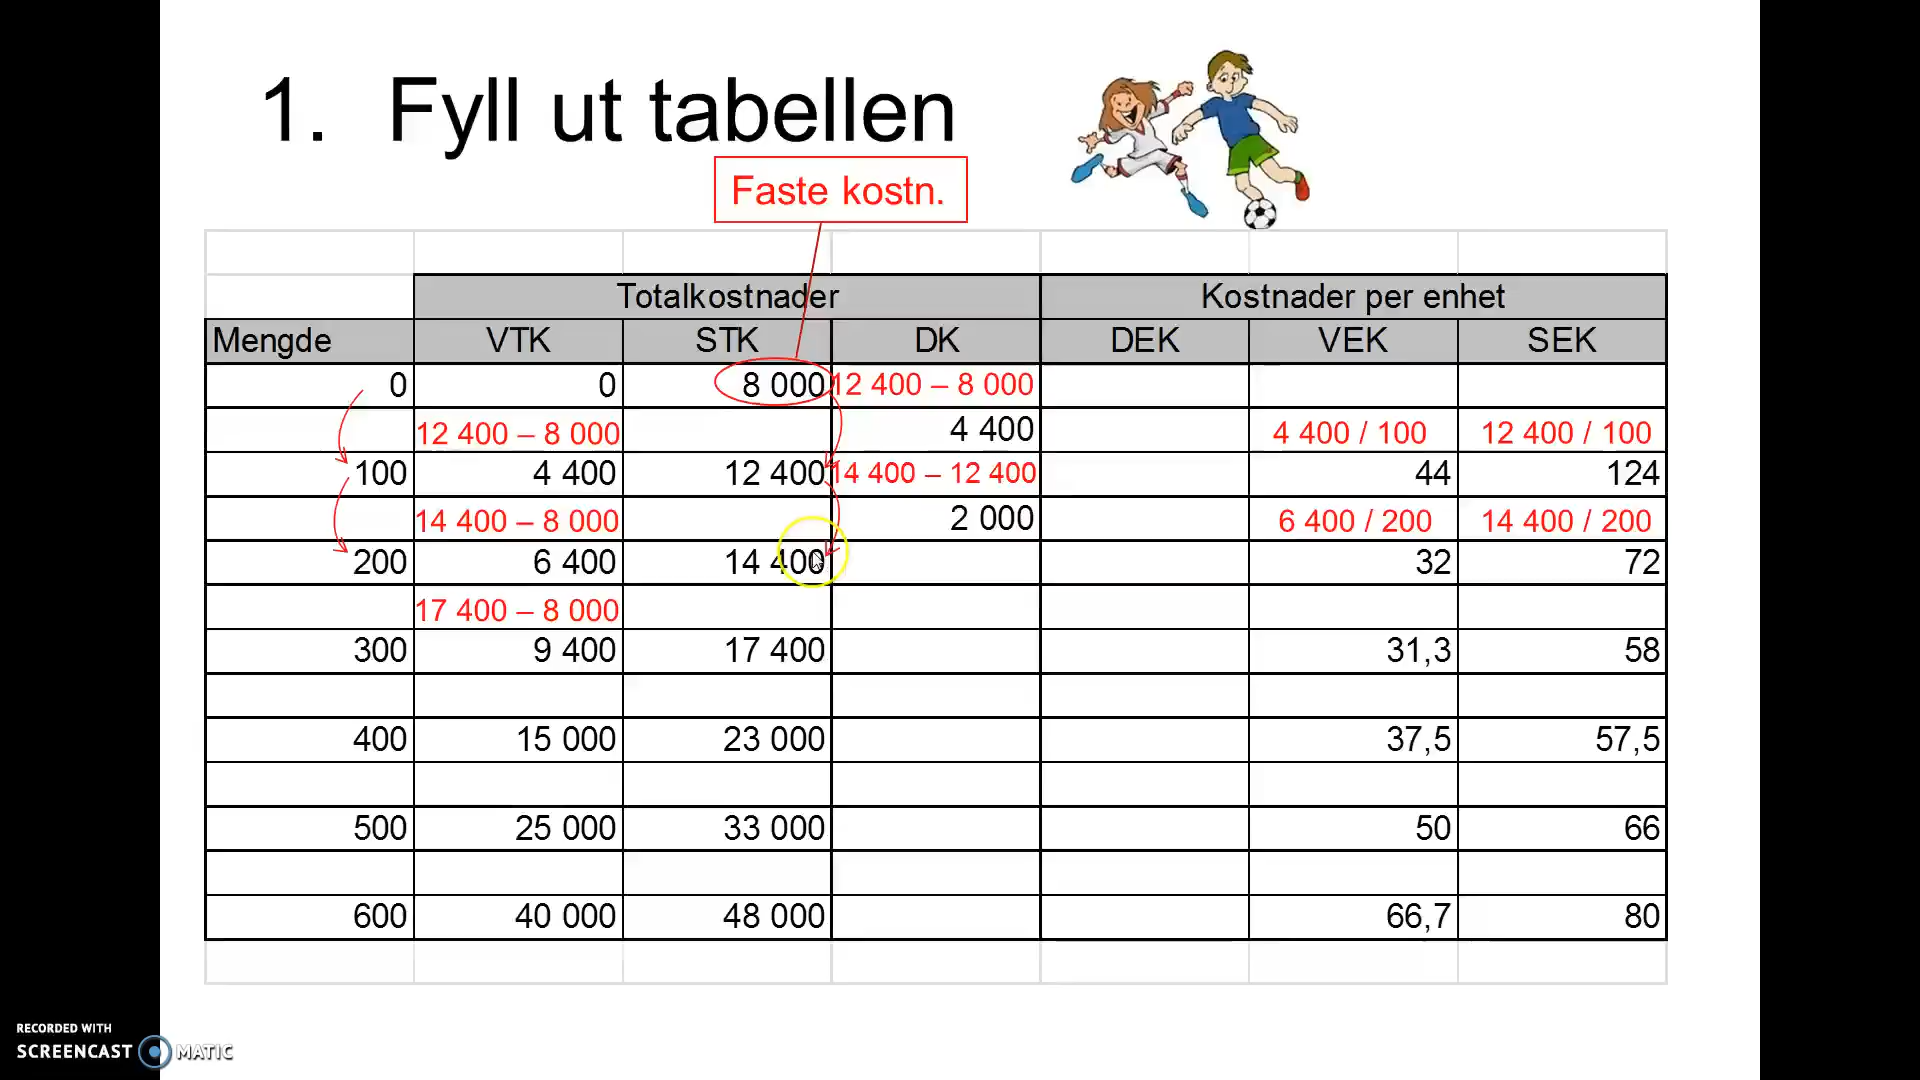 1. Fyll ut tabellen
Faste kostn.
Totalkostnader Kostnader per enhet
Mengde VTK STK DK DEK VEK SEK
0 0 8 000 12 400 – 8 000
12 400 – 8 000 4 400 4 400 / 100 12 400 / 100
100 4 400 12 400 14 400 – 12 400 44 124
14 400 – 8 000 2 000 6 400 / 200 14 400 / 200
200 6 400 14 400 32 72
17 400 – 8 000
300 9 400 17 400 31,3 58
400 15 000 23 000 37,5 57,5
500 25 000 33 000 50 66
600 40 000 48 000 66,7 80
RECORDED WITH
SCREENCAST MATIC